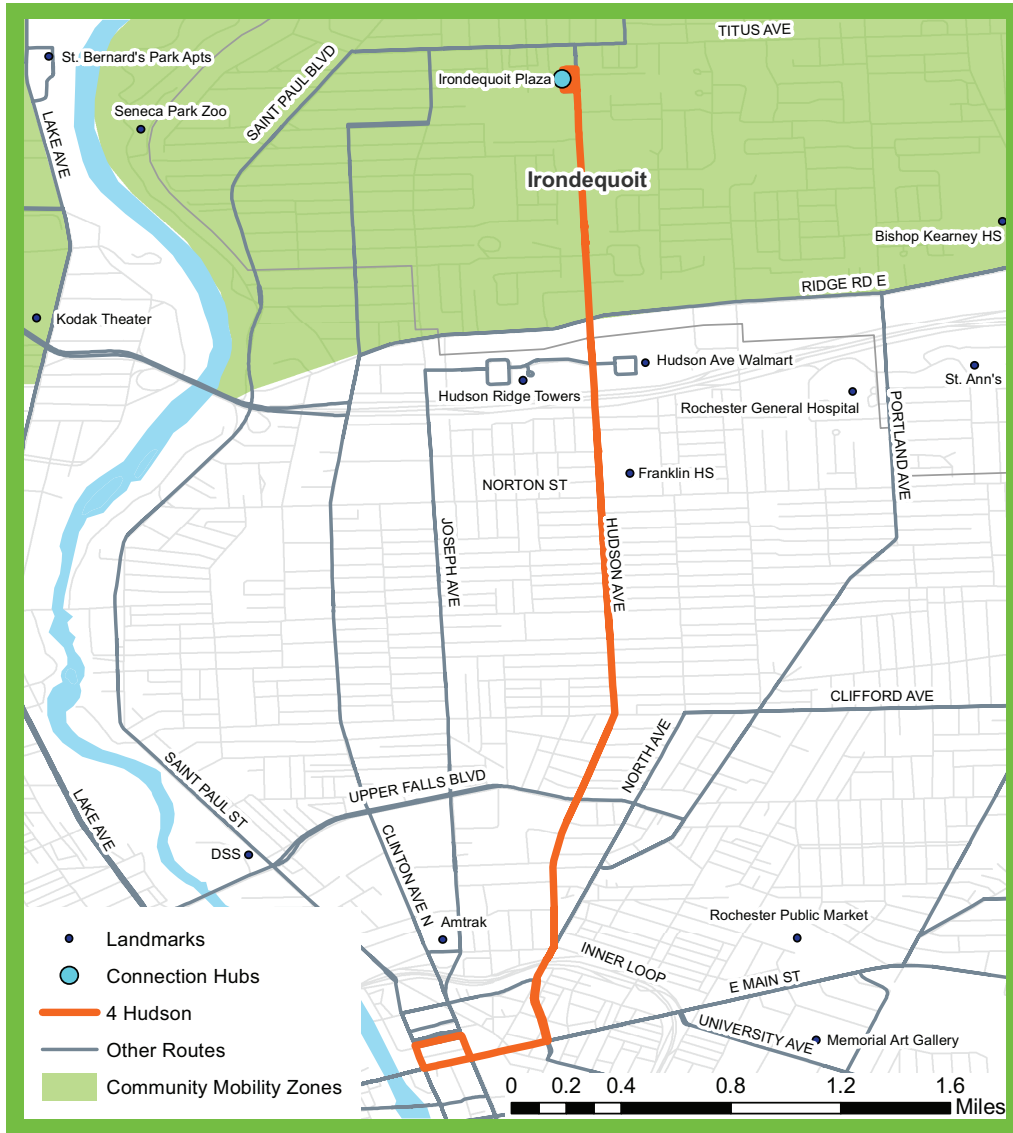 TITUS AVE
St. Bernard's Park Apts
SAINT PAUL BLVD
Irondequoit Plaza
Seneca Park Zoo
LAKE AVE
Irondequoit
Bishop Kearney HS
RIDGE RD E
Kodak Theater
Hudson Ave Walmart
St. Ann's
Hudson Ridge Towers
Rochester General Hospital
PORTLAND AVE
Franklin HS
NORTON ST
JOSEPH AVE
HUDSON AVE
CLIFFORD AVE
NORTH AVE
SAINT PAUL ST
UPPER FALLS BLVD
LAKE AVE
CLINTON AVE N
DSS
Amtrak
Rochester Public Market
INNER LOOP
E MAIN ST
UNIVERSITY AVE
Memorial Art Gallery
Landmarks
Connection Hubs
4 Hudson
Other Routes
Community Mobility Zones
0 0.2 0.4 0.8 1.2 1.6
Miles